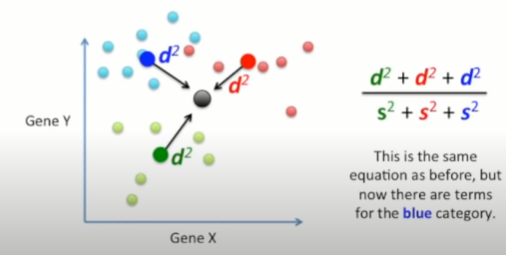 d²
d²
d²
Gene Y
Gene X
d² + d² + d²
s² + s² + s²
This is the same
equation as before, but
now there are terms
for the blue category.